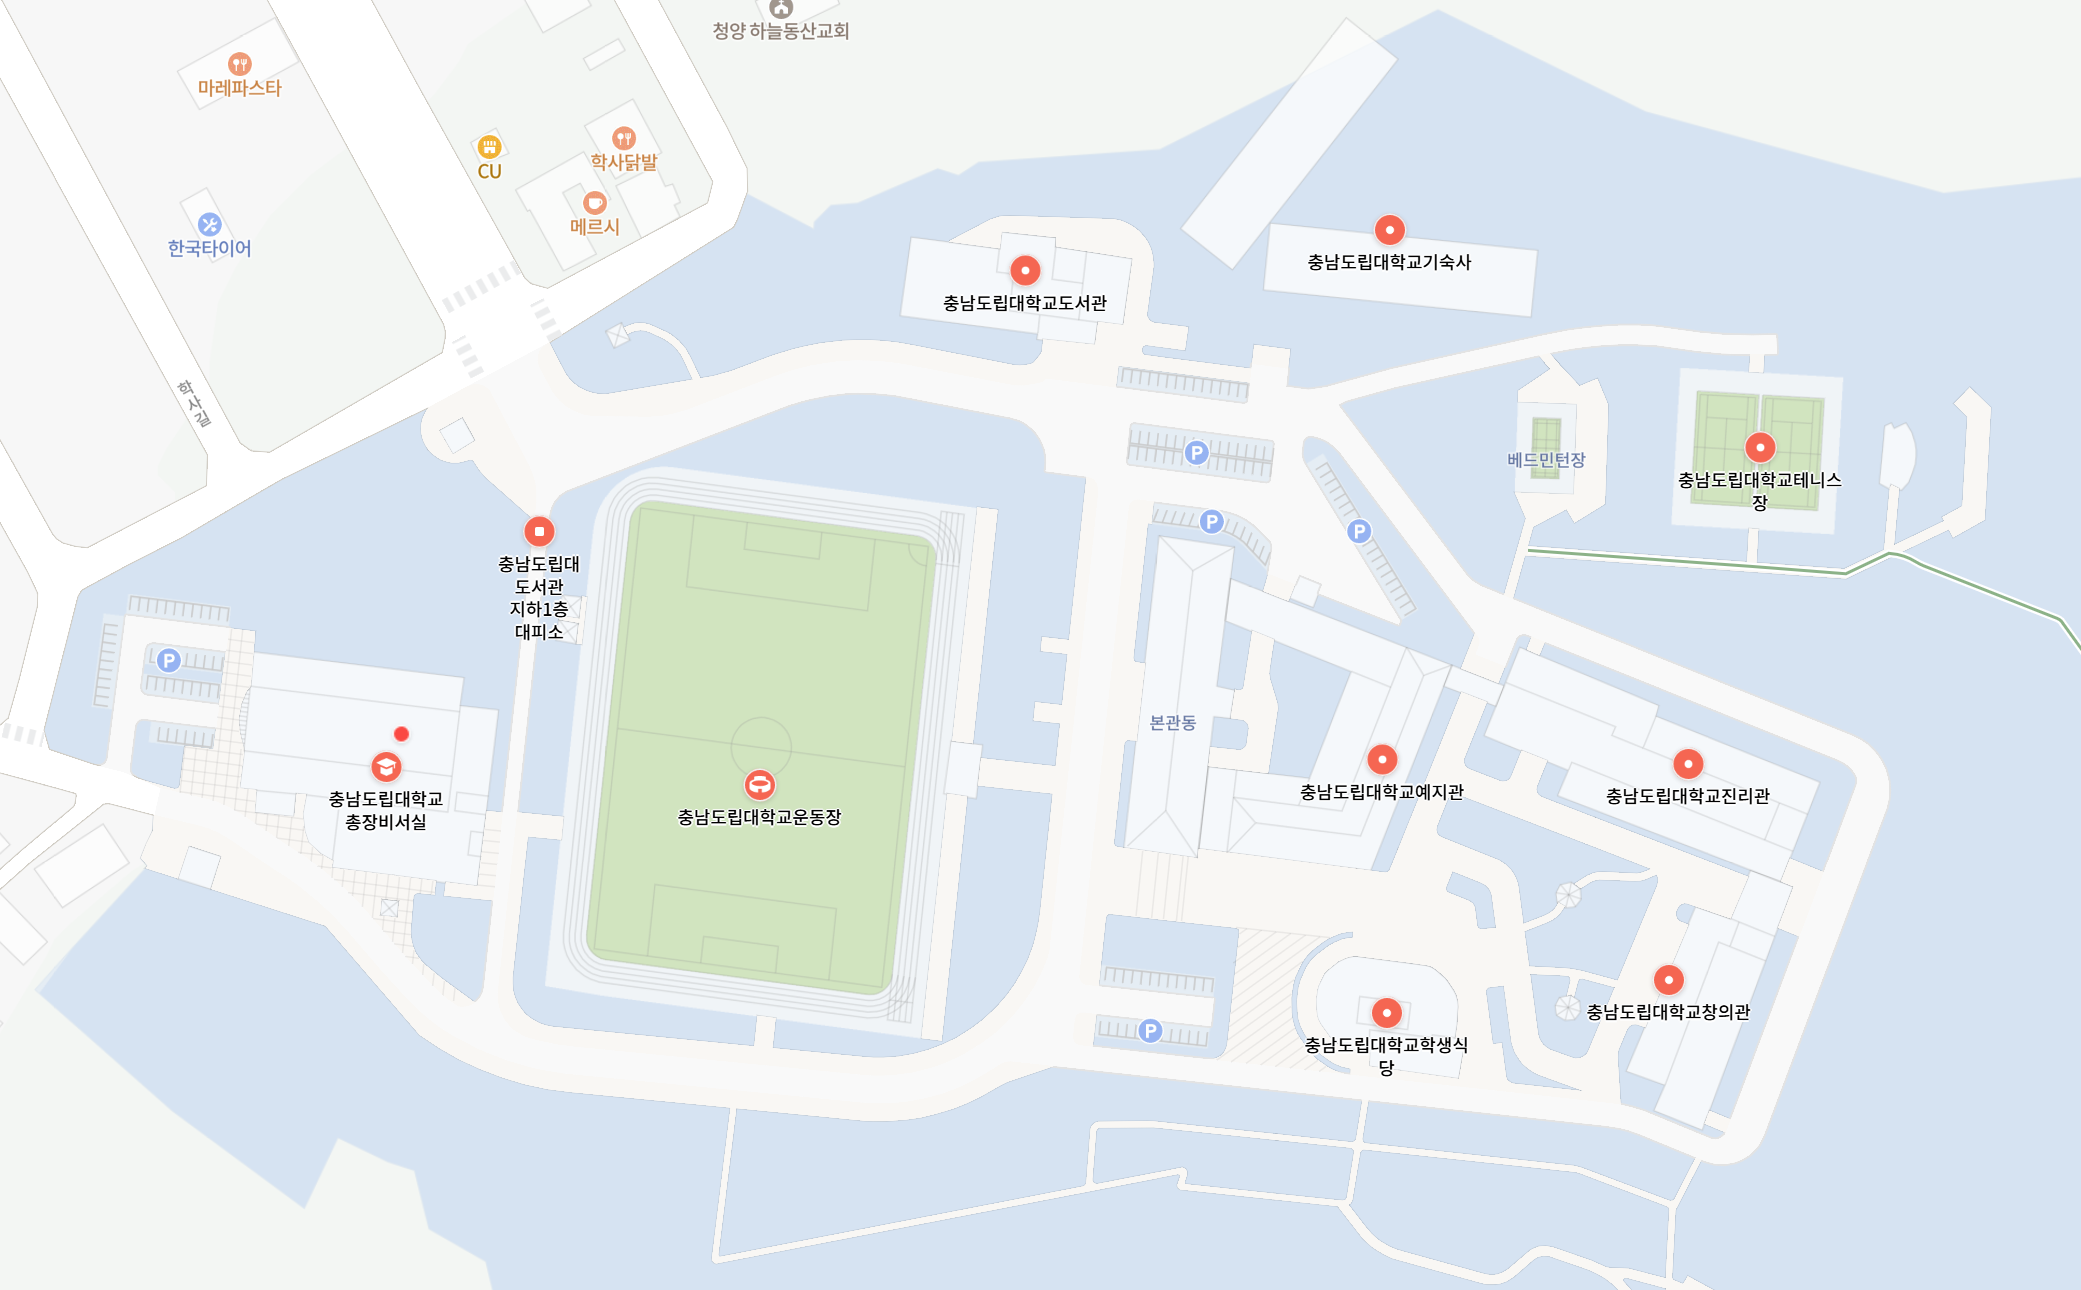 청양 하늘동산교회
마레파스타
CU
학사닭발
메르시
한국타이어
학사길
충남도립대학교도서관
충남도립대학교기숙사
P
베드민턴장
충남도립대학교테니스
장
P
P
충남도립대
도서관
지하1층
대피소
P
본관동
충남도립대학교
총장비서실
충남도립대학교운동장
충남도립대학교예지관
충남도립대학교진리관
충남도립대학교창의관
충남도립대학교학생식
당
P